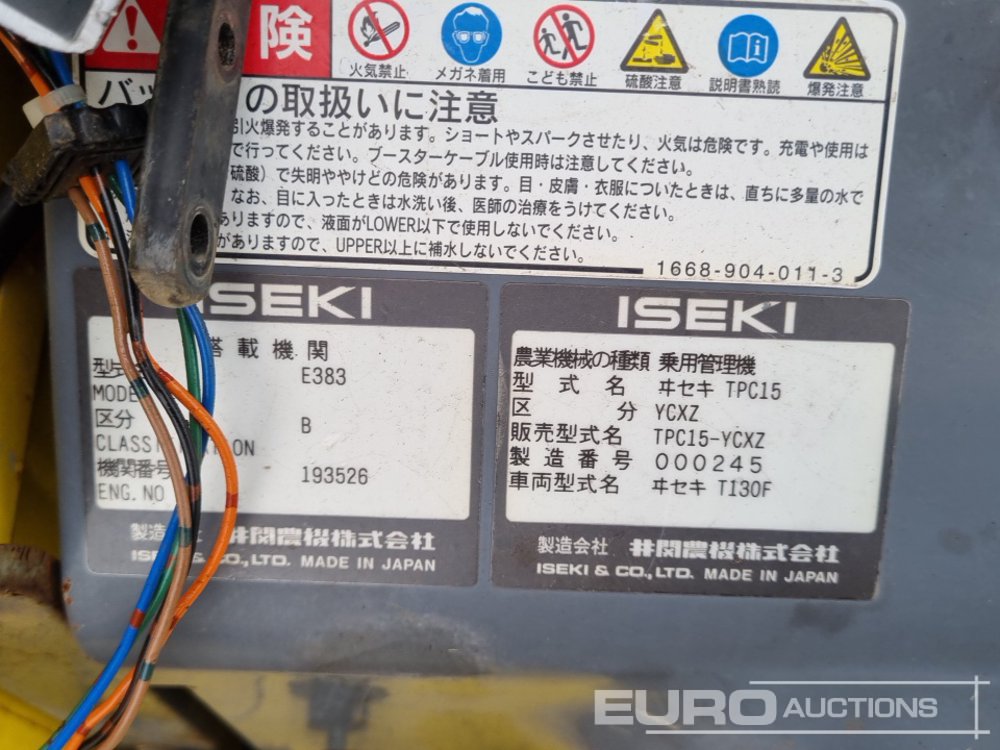 険
火気禁止 メガネ着用 こども禁止 硫酸注意 説明書熟読 爆発注意
バッ の取扱いに注意
引火爆発することがあります。ショートやスパークさせたり、火気は危険です。充電や使用は
で行ってください。ブースターケーブル使用時は注意してください。
硫酸）で失明ややけどの危険があります。目・皮膚・衣服についたときは、直ちに多量の水で
なお、目に入ったときは水洗い後、医師の治療をうけてください。
ありますので、液面がLOWER以下で使用しないでください。
がありますので、UPPER以上に補水しないでください。
1668-904-011-3
ISEKI
搭載機関
型式 E383
MODE
区分 B
CLASSI ATION
機関番号 193526
ENG. NO
製造 社 井関農機株式会社
ISEKI & CO., LTD. MADE IN JAPAN
ISEKI
農業機械の種類 乗用管理機
型式名 ヰセキ TPC15
区分 YCXZ
販売型式名 TPC15-YCXZ
製造番号 000245
車両型式名 ヰセキ T130F
製造会社 井関農機株式会社
ISEKI & CO., LTD. MADE IN JAPAN
EURO AUCTIONS